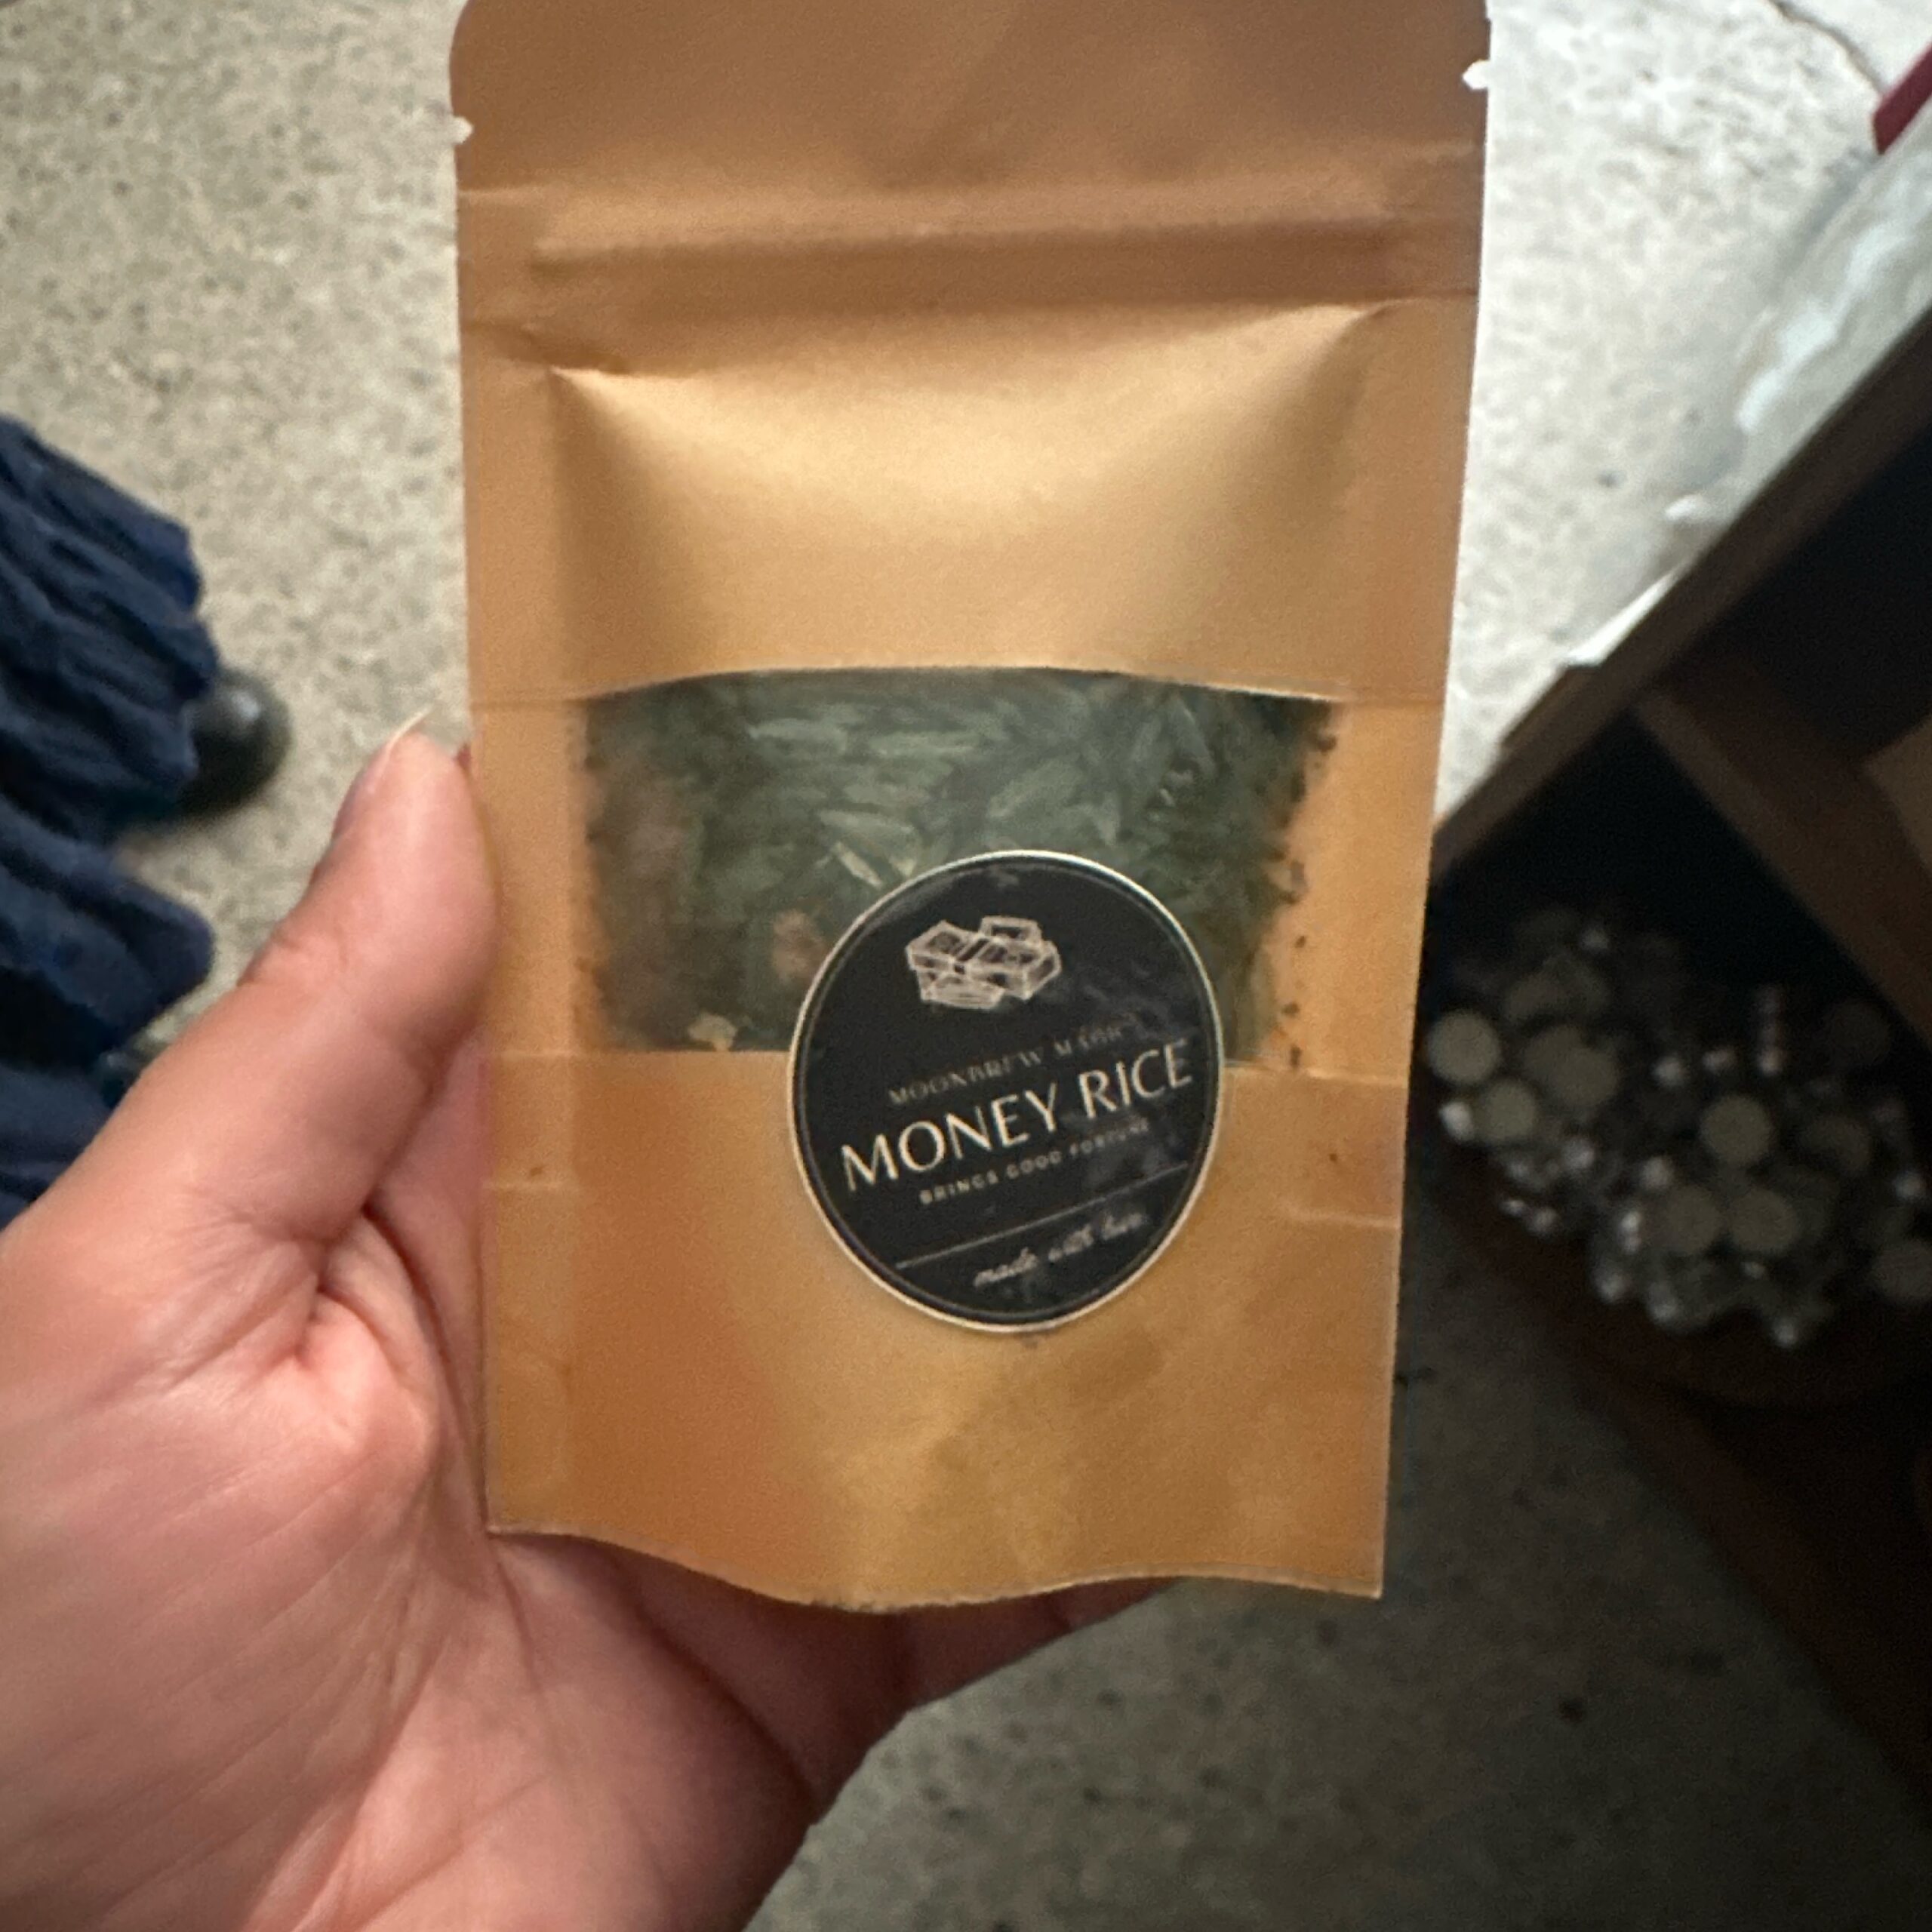 MOONBREW MAGIC
MONEY RICE
BRINGS GOOD FORTUNE
made with love